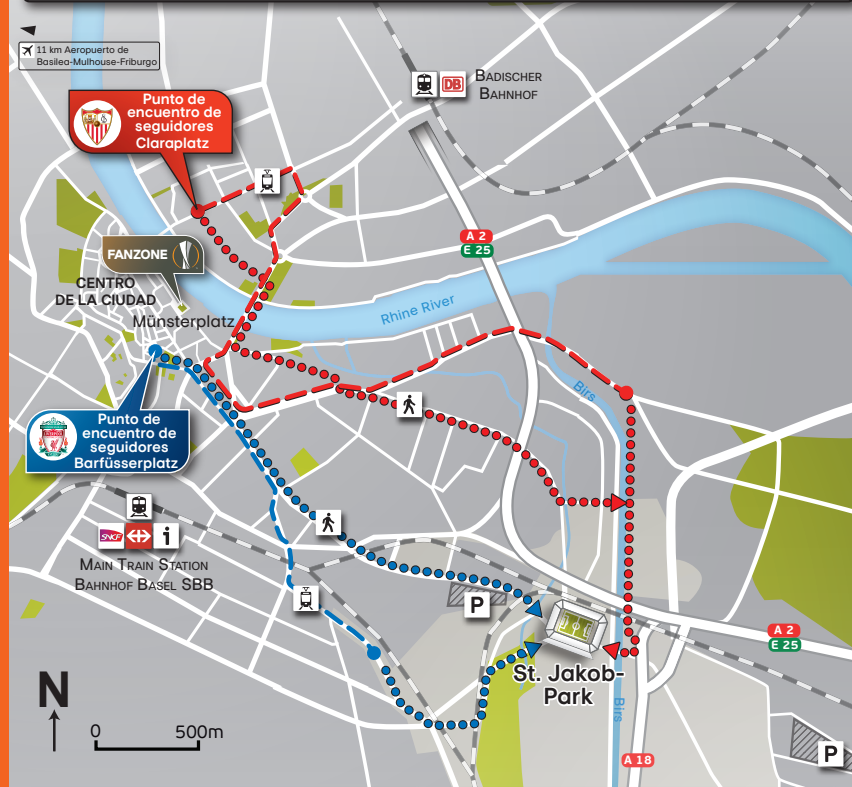 11 km Aeropuerto de
Basilea-Mulhouse-Friburgo
DB
BADISCHER
BAHNHOF
Punto de
encuentro de
seguidores
Claraplatz
A 2
E 25
FANZONE
CENTRO
DE LA CIUDAD
Münsterplatz
Rhine River
Birs
Punto de
encuentro de
seguidores
Barfüsserplatz
SNCF
i
MAIN TRAIN STATION
BAHNHOF BASEL SBB
P
St. Jakob-
Park
A 2
E 25
N
0 500m
Birs
A 18
P